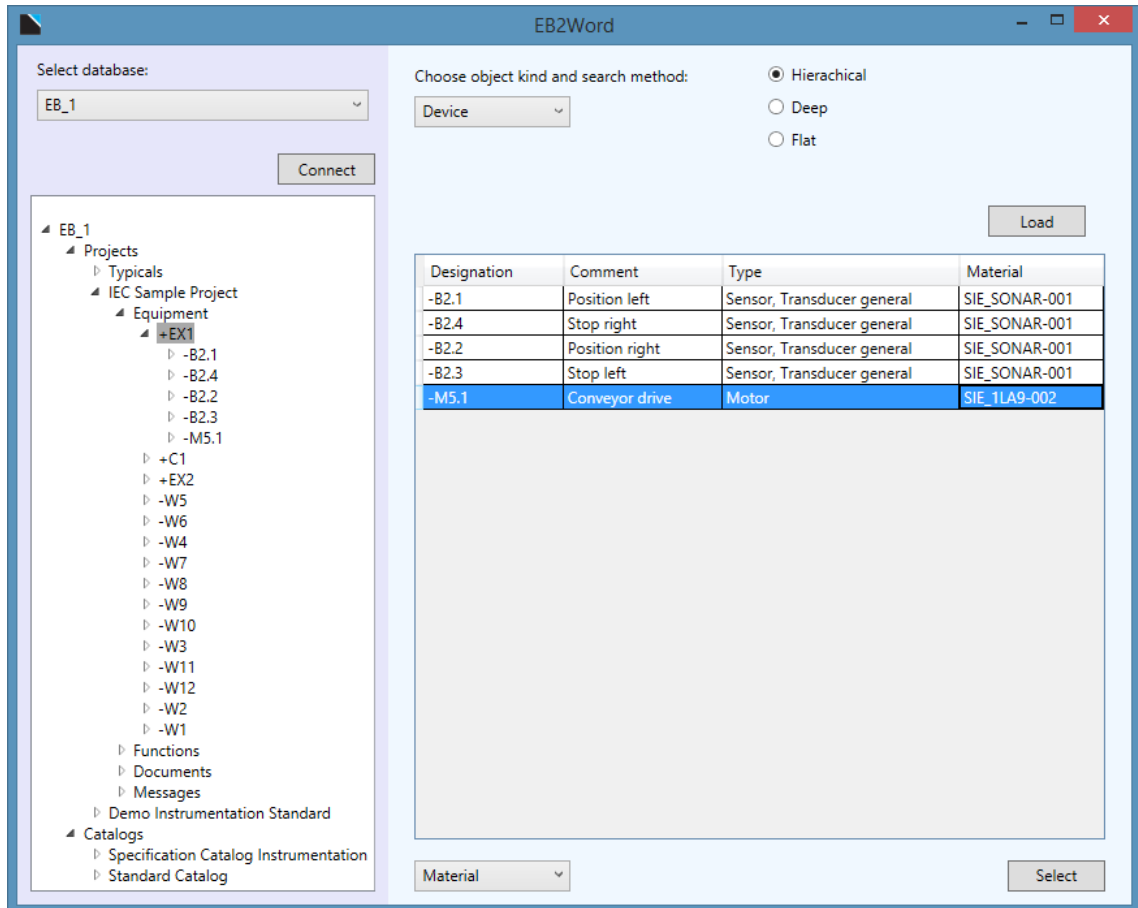 EB2Word
Select database:
EB_1
Connect
EB_1
Projects
Typicals
IEC Sample Project
Equipment
+EX1
-B2.1
-B2.4
-B2.2
-B2.3
-M5.1
+C1
+EX2
-W5
-W6
-W4
-W7
-W8
-W9
-W10
-W3
-W11
-W12
-W2
-W1
Functions
Documents
Messages
Demo Instrumentation Standard
Catalogs
Specification Catalog Instrumentation
Standard Catalog
Choose object kind and search method:
Device
Hierachical
Deep
Flat
Load
Designation Comment Type Material
-B2.1 Position left Sensor, Transducer general SIE_SONAR-001
-B2.4 Stop right Sensor, Transducer general SIE_SONAR-001
-B2.2 Position right Sensor, Transducer general SIE_SONAR-001
-B2.3 Stop left Sensor, Transducer general SIE_SONAR-001
-M5.1 Conveyor drive Motor SIE_1LA9-002
Material
Select